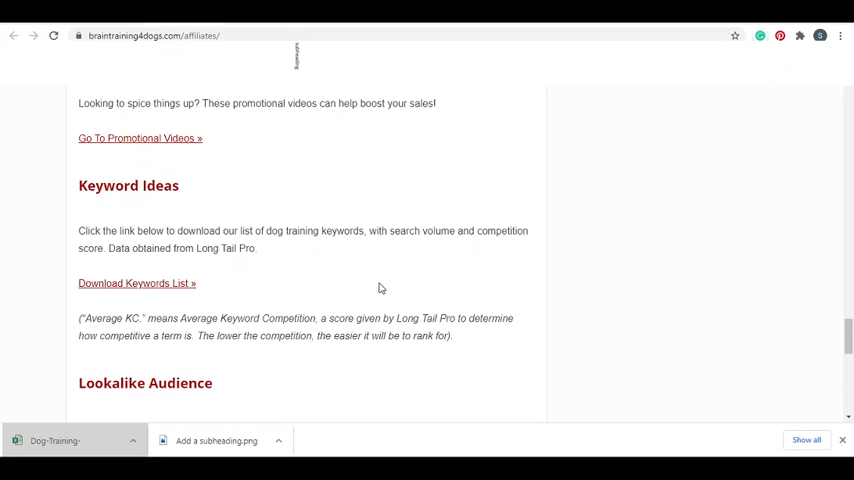 braintraining4dogs.com/affiliates/
S
subheading
Looking to spice things up? These promotional videos can help boost your sales!
Go To Promotional Videos »
Keyword Ideas
Click the link below to download our list of dog training keywords, with search volume and competition
score. Data obtained from Long Tail Pro.
Download Keywords List »
("Average KC." means Average Keyword Competition, a score given by Long Tail Pro to determine
how competitive a term is. The lower the competition, the easier it will be to rank for).
Lookalike Audience
Dog-Training-
Add a subheading.png
Show all